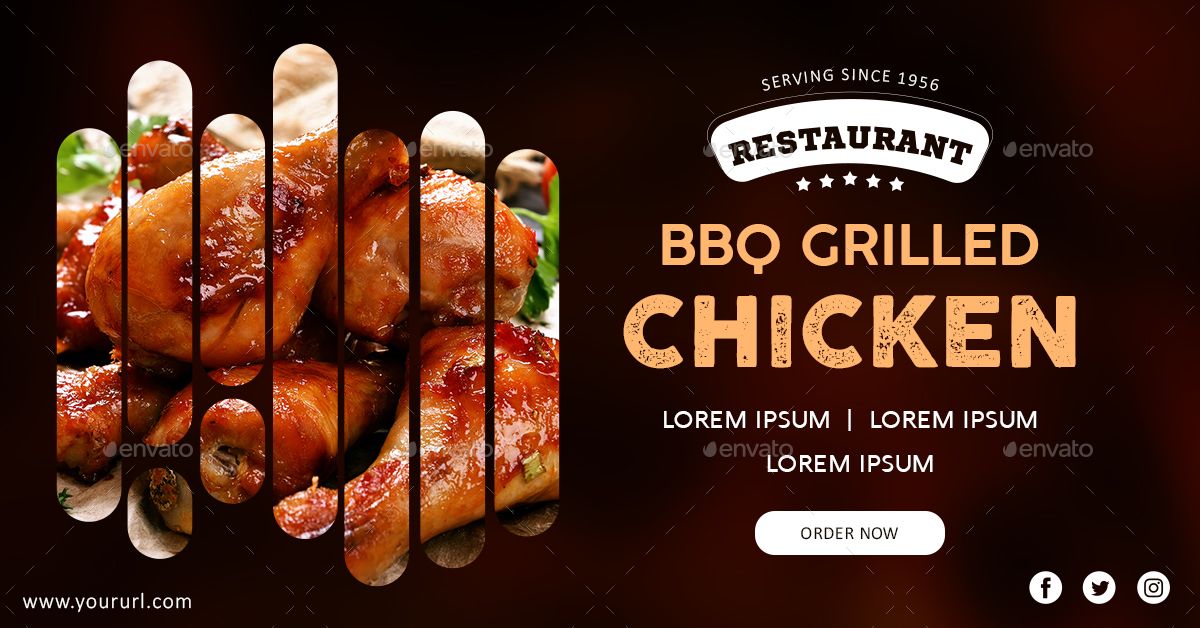 SERVING SINCE 1956
RESTAURANT
BBQ GRILLED
CHICKEN
LOREM IPSUM | LOREM IPSUM
LOREM IPSUM
ORDER NOW
www.yoururl.com
envato envato envato envato
envato envato envato envato